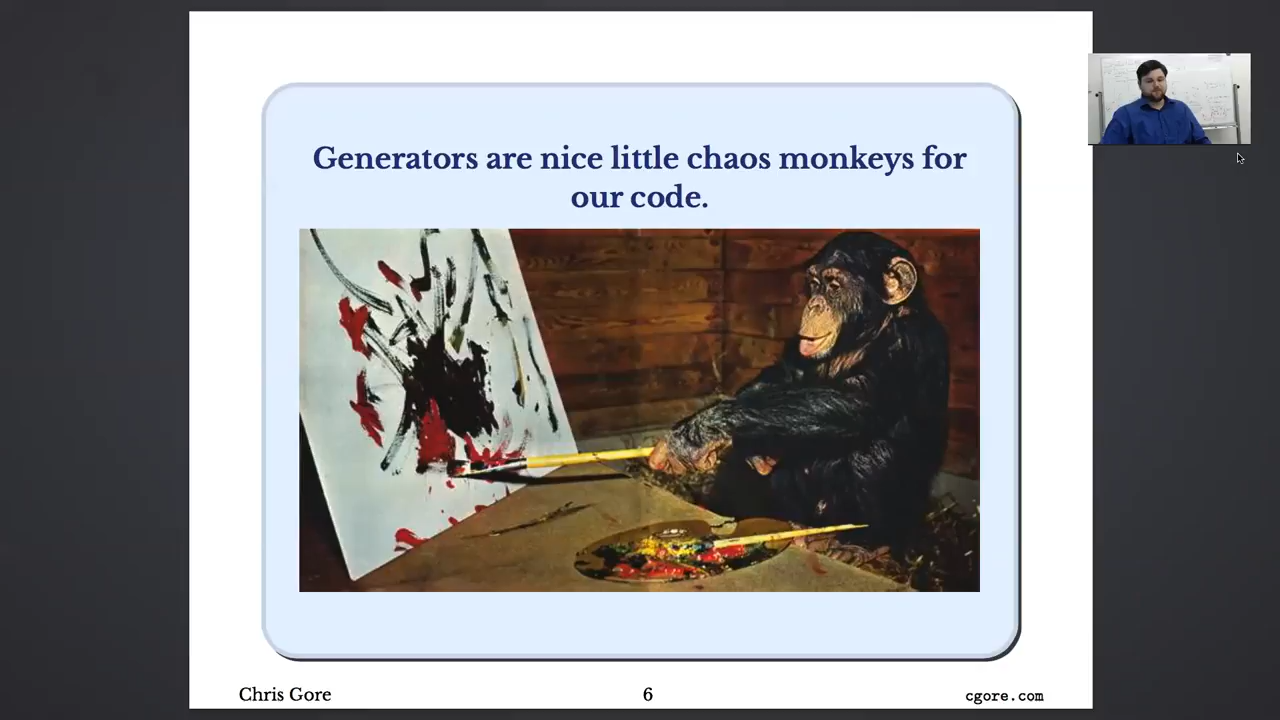 Generators are nice little chaos monkeys for
our code.
Chris Gore
6
cgore.com